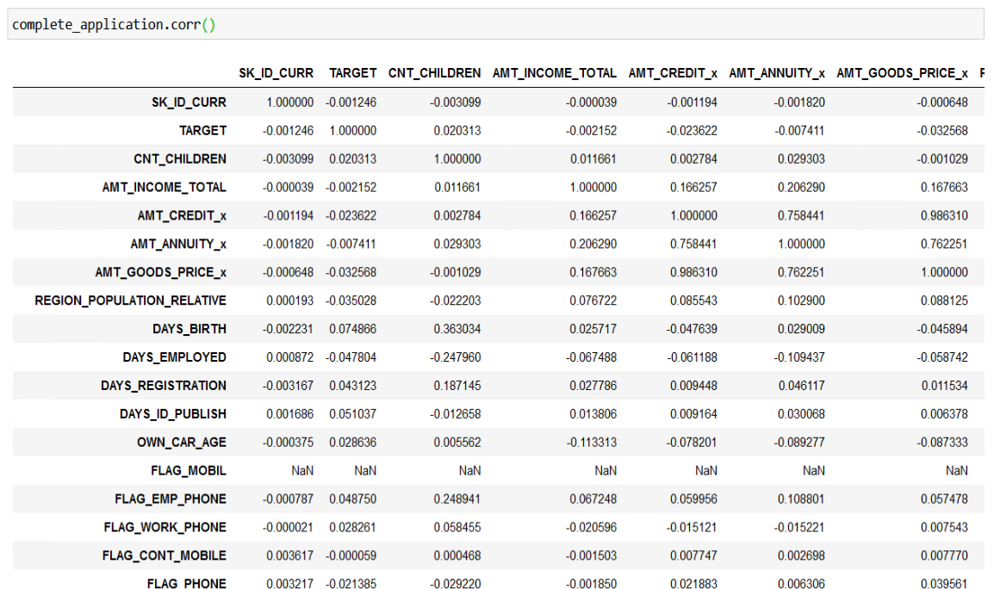 complete_application.corr()
SK_ID_CURR TARGET CNT_CHILDREN AMT_INCOME_TOTAL AMT_CREDIT_x AMT_ANNUITY_x AMT_GOODS_PRICE_x
SK_ID_CURR 1.000000 -0.001246 -0.003099 -0.000039 -0.001194 -0.001820 -0.000648
TARGET -0.001246 1.000000 0.020313 -0.002152 -0.023622 -0.007411 -0.032568
CNT_CHILDREN -0.003099 0.020313 1.000000 0.011661 0.002784 0.029303 -0.001029
AMT_INCOME_TOTAL -0.000039 -0.002152 0.011661 1.000000 0.166257 0.206290 0.167663
AMT_CREDIT_x -0.001194 -0.023622 0.002784 0.166257 1.000000 0.758441 0.986310
AMT_ANNUITY_x -0.001820 -0.007411 0.029303 0.206290 0.758441 1.000000 0.762251
AMT_GOODS_PRICE_x -0.000648 -0.032568 -0.001029 0.167663 0.986310 0.762251 1.000000
REGION_POPULATION_RELATIVE 0.000193 -0.035028 -0.022203 0.076722 0.085543 0.102900 0.088125
DAYS_BIRTH -0.002231 0.074866 0.363034 0.025717 -0.047639 0.029009 -0.045894
DAYS_EMPLOYED 0.000872 -0.047804 -0.247960 -0.067488 -0.061188 -0.109437 -0.058742
DAYS_REGISTRATION -0.003167 0.043123 0.187145 0.027786 0.009448 0.046117 0.011534
DAYS_ID_PUBLISH 0.001686 0.051037 -0.012658 0.013806 0.009164 0.030068 0.006378
OWN_CAR_AGE -0.000375 0.028636 0.005562 -0.113313 -0.078201 -0.089277 -0.087333
FLAG_MOBIL NaN NaN NaN NaN NaN NaN NaN
FLAG_EMP_PHONE -0.000787 0.048750 0.248941 0.067248 0.059956 0.108801 0.057478
FLAG_WORK_PHONE -0.000021 0.028261 0.058455 -0.020596 -0.015121 -0.015221 0.007543
FLAG_CONT_MOBILE 0.003617 -0.000059 0.000468 -0.001503 0.007747 0.002698 0.007770
FLAG_PHONE 0.003217 -0.021385 -0.029220 -0.001850 0.021883 0.006306 0.039561